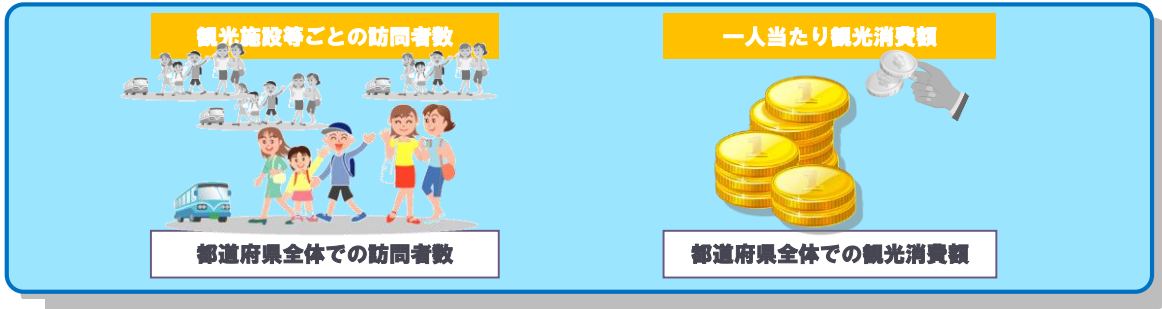 観光施設等ごとの訪問者数
一人当たり観光消費額
都道府県全体での訪問者数
都道府県全体での観光消費額